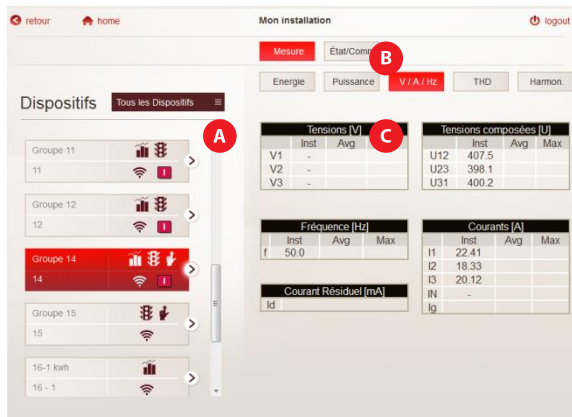 retour home Mon installation logout
Mesure État/Com
B
Energie Puissance V / A / Hz THD Harmon.
Dispositifs Tous les Dispositifs
A C
Groupe 11
11 I
Groupe 12
12 I
Groupe 14
14 I
Groupe 15
15
16-1 kwh
16 - 1
Tensions [V]
Inst Avg
V1 -
V2 -
V3 -
Tensions composées [U]
Inst Avg Max
U12 407.5
U23 398.1
U31 400.2
Fréquence [Hz]
Inst Avg Max
f 50.0
Courants [A]
Inst Avg Max
I1 22.41
I2 18.33
I3 20.12
IN -
Ig
Courant Résiduel [mA]
Id